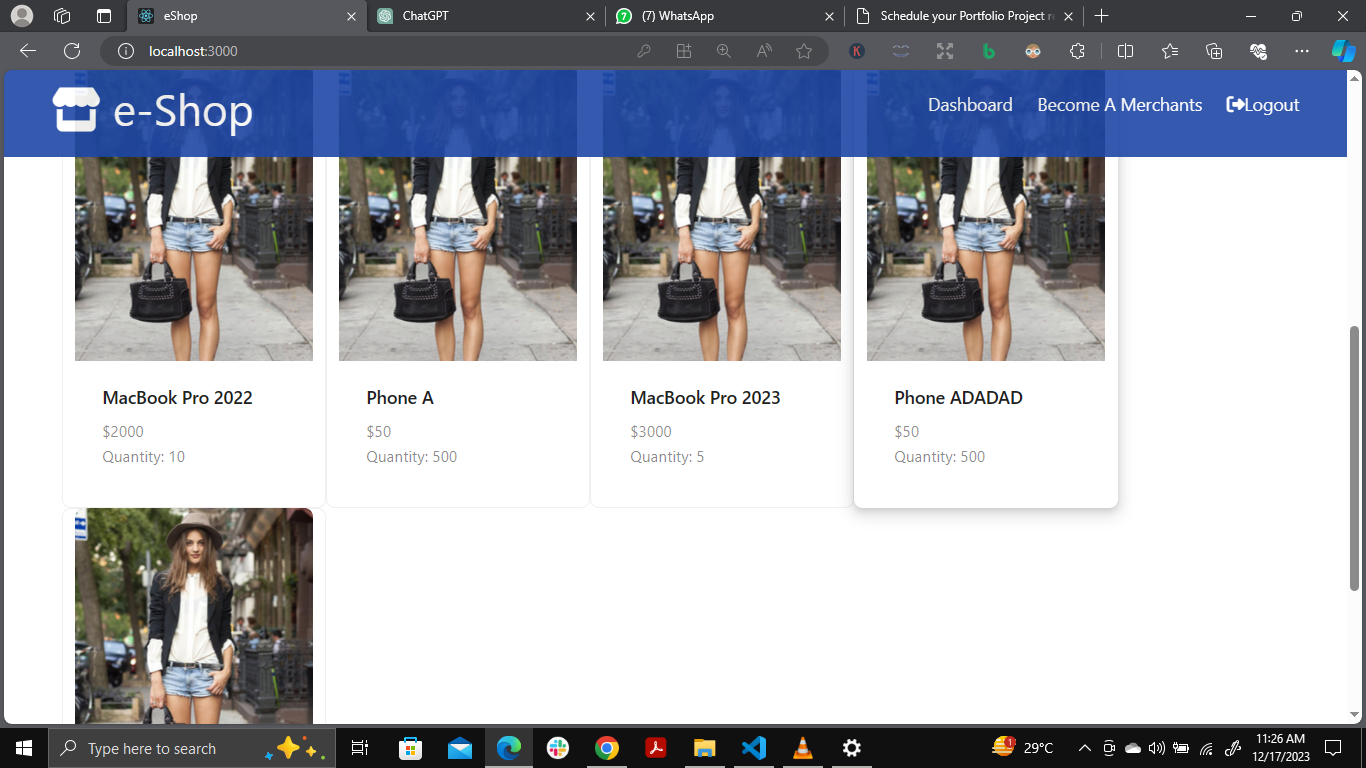 eShop
ChatGPT
(7) WhatsApp
Schedule your Portfolio Project r
localhost:3000
e-Shop
Dashboard
Become A Merchants
Logout
MacBook Pro 2022
$2000
Quantity: 10
Phone A
$50
Quantity: 500
MacBook Pro 2023
$3000
Quantity: 5
Phone ADADAD
$50
Quantity: 500
Type here to search
29°C
11:26 AM
12/17/2023